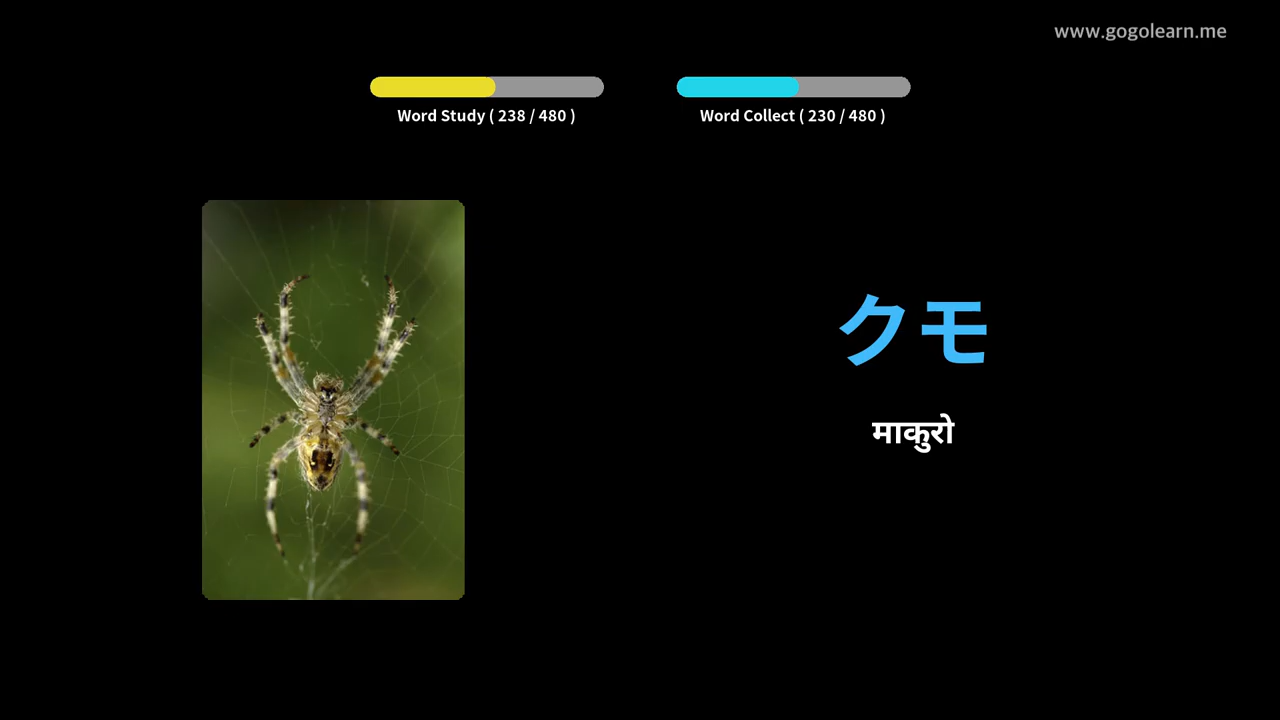 www.gogolearn.me
Word Study ( 238 / 480 )
Word Collect ( 230 / 480 )
クモ
माकुरो